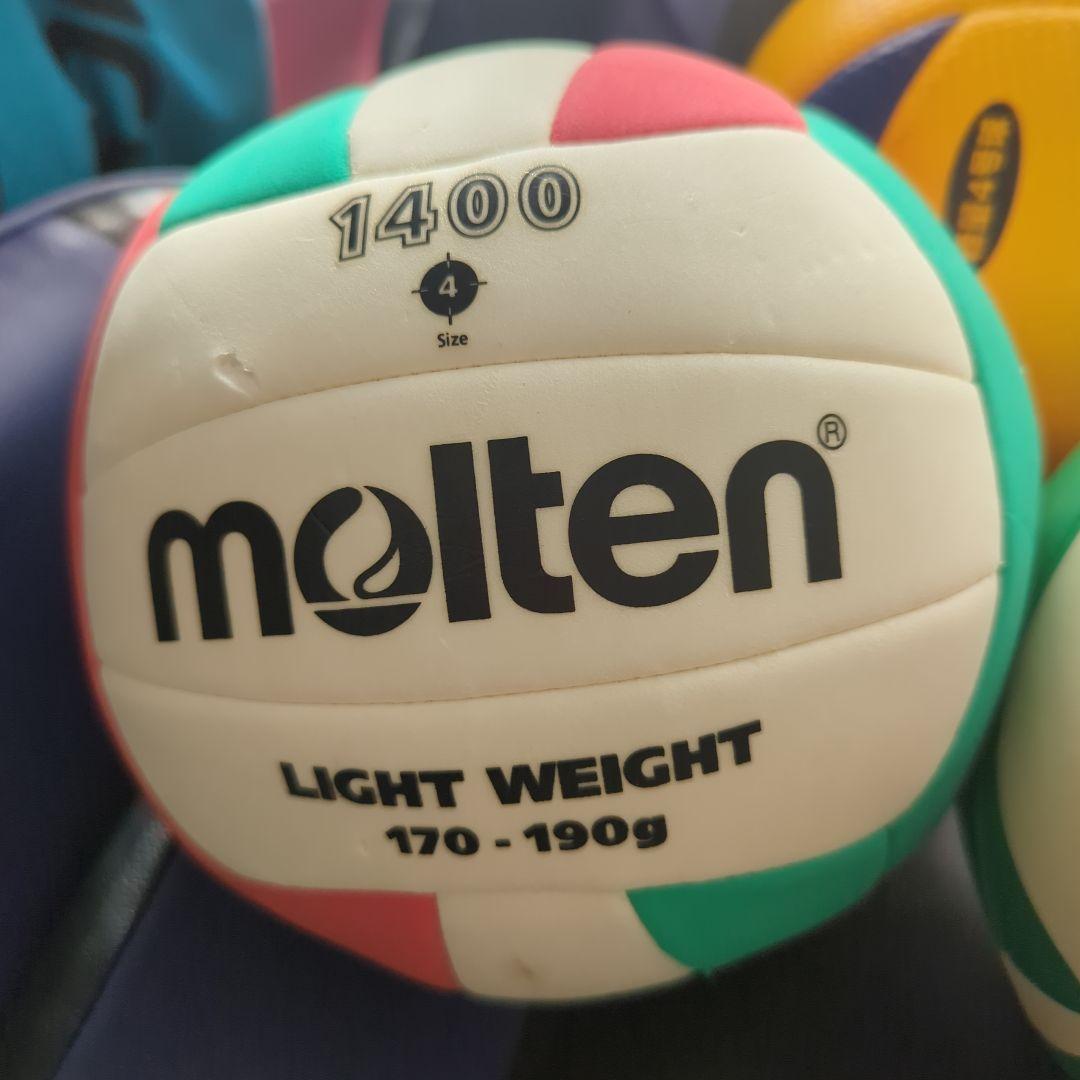 1400
4
Size
molten®
LIGHT WEIGHT
170 - 190g